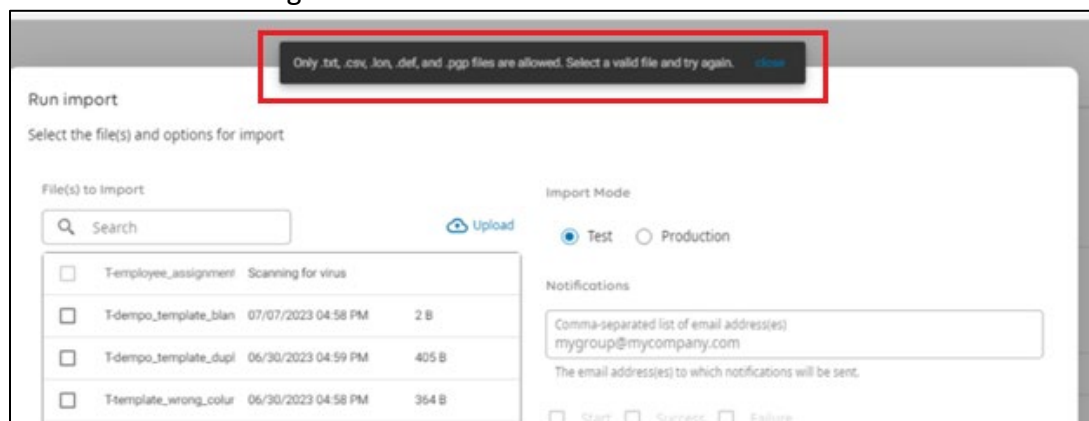 Only .txt, .csv, .lon, .def, and .pgp files are allowed. Select a valid file and try again. close
Run import
Select the file(s) and options for import
File(s) to Import
Search
Upload
T-employee_assignment Scanning for virus
T-dempo_template_blan 07/07/2023 04:58 PM 2 B
T-dempo_template_dupl 06/30/2023 04:59 PM 405 B
T-template_wrong_colur 06/30/2023 04:58 PM 364 B
Import Mode
Test Production
Notifications
Comma-separated list of email address(es)
mygroup@mycompany.com
The email address(es) to which notifications will be sent.
Start Success Failure